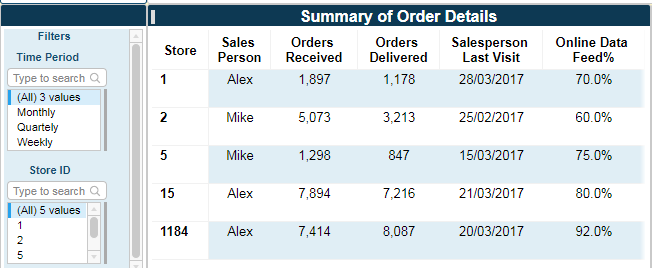 Filters
Time Period
Type to search
(All) 3 values
Monthly
Quartely
Weekly
Store ID
Type to search
(All) 5 values
1
2
5
Summary of Order Details
Store Sales Person Orders Received Orders Delivered Salesperson Last Visit Online Data Feed%
1 Alex 1,897 1,178 28/03/2017 70.0%
2 Mike 5,073 3,213 25/02/2017 60.0%
5 Mike 1,298 847 15/03/2017 75.0%
15 Alex 7,894 7,216 21/03/2017 80.0%
1184 Alex 7,414 8,087 20/03/2017 92.0%